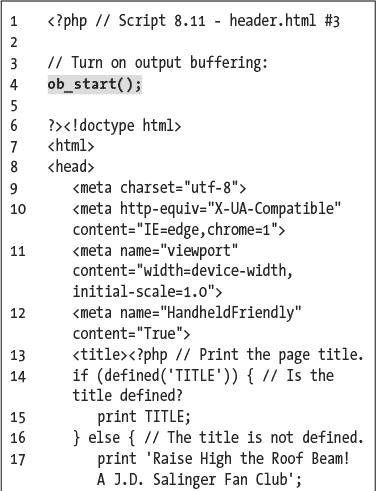 1 <?php // Script 8.11 - header.html #3
2
3 // Turn on output buffering:
4 ob_start();
5
6 ?><!doctype html>
7 <html>
8 <head>
9 <meta charset="utf-8">
10 <meta http-equiv="X-UA-Compatible"
content="IE=edge,chrome=1">
11 <meta name="viewport"
content="width=device-width,
initial-scale=1.0">
12 <meta name="HandheldFriendly"
content="True">
13 <title><?php // Print the page title.
14 if (defined('TITLE')) { // Is the
title defined?
15 print TITLE;
16 } else { // The title is not defined.
17 print 'Raise High the Roof Beam!
A J.D. Salinger Fan Club';